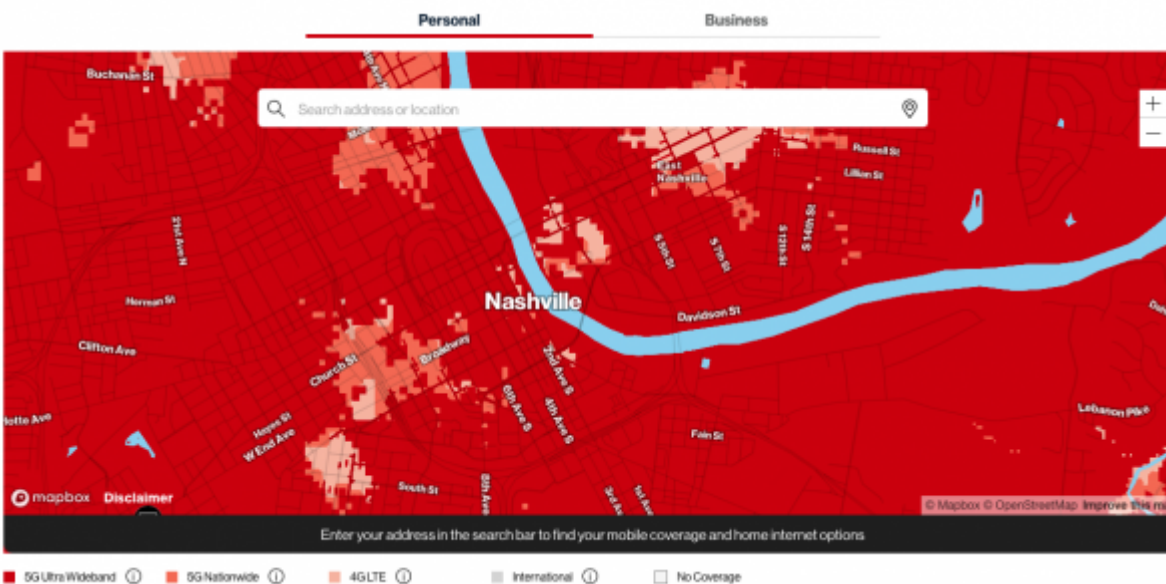 Personal Business
Buchanan St
Search address or location
Russell St
East
Nashville
Lillian St
21st Ave N
S 5th St
S 7th St
S 12th St
S 14th St
Herman St
Nashville
Davidson St
Clifton Ave
Broadway
Church St
2nd Ave S
6th Ave S
4th Ave S
Lebanon Pike
Hayes St
W End Ave
Fain St
South St
8th Ave
mapbox Disclaimer
© Mapbox © OpenStreetMap Improve this
Enter your address in the search bar to find your mobile coverage and home internet options
5G Ultra Wideband 5G Nationwide 4G LTE International No Coverage